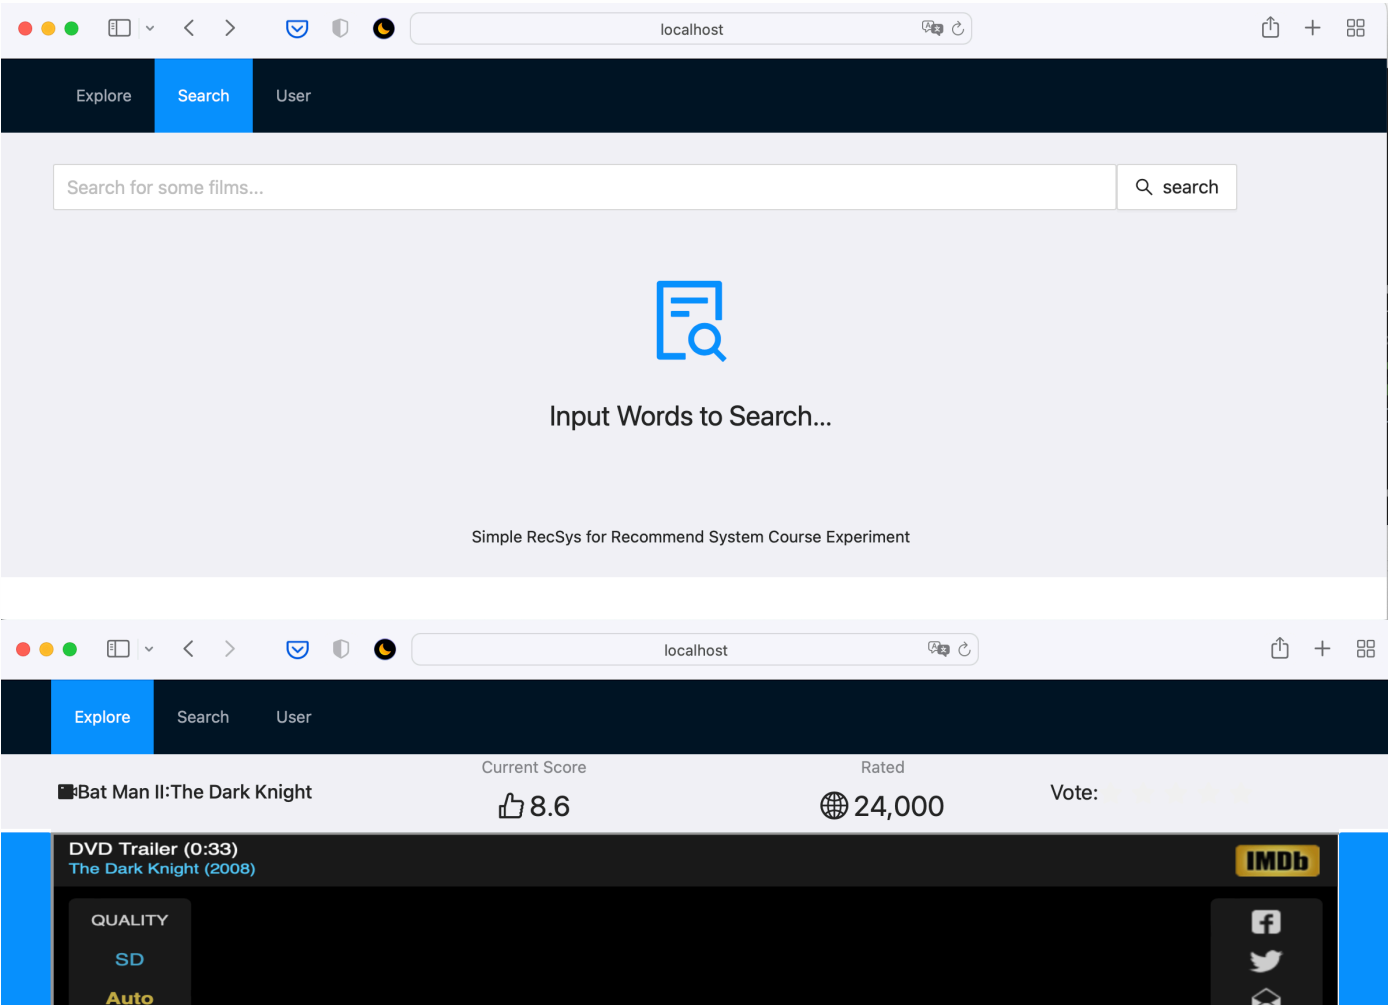 localhost
Explore
Search
User
Search for some films...
search
Input Words to Search...
Simple RecSys for Recommend System Course Experiment
localhost
Explore
Search
User
Bat Man II:The Dark Knight
Current Score
8.6
Rated
24,000
Vote:
DVD Trailer (0:33)
The Dark Knight (2008)
IMDb
QUALITY
SD
Auto